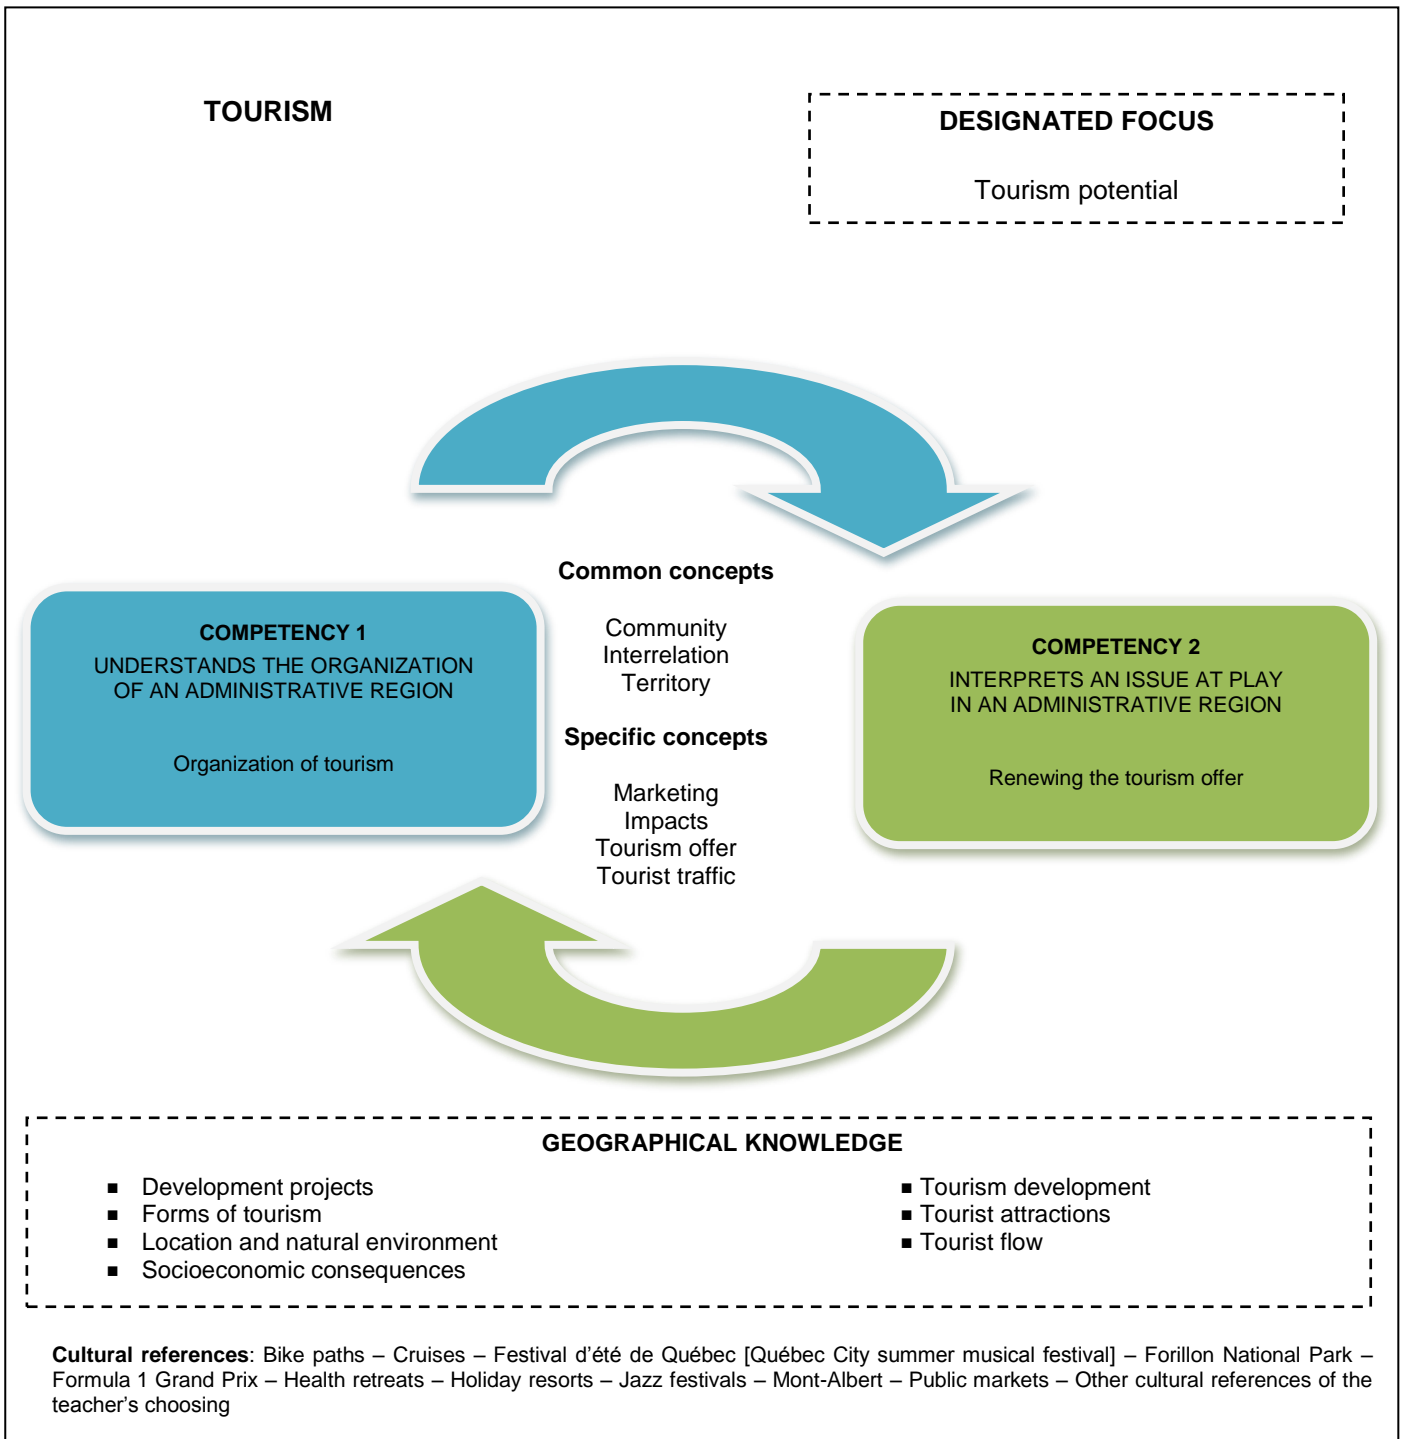 TOURISM
DESIGNATED FOCUS
Tourism potential
COMPETENCY 1
UNDERSTANDS THE ORGANIZATION
OF AN ADMINISTRATIVE REGION
Organization of tourism
Common concepts
Community
Interrelation
Territory
Specific concepts
Marketing
Impacts
Tourism offer
Tourist traffic
COMPETENCY 2
INTERPRETS AN ISSUE AT PLAY
IN AN ADMINISTRATIVE REGION
Renewing the tourism offer
GEOGRAPHICAL KNOWLEDGE
▪ Development projects
▪ Forms of tourism
▪ Location and natural environment
▪ Socioeconomic consequences
▪ Tourism development
▪ Tourist attractions
▪ Tourist flow
Cultural references: Bike paths – Cruises – Festival d’été de Québec [Québec City summer musical festival] – Forillon National Park –
Formula 1 Grand Prix – Health retreats – Holiday resorts – Jazz festivals – Mont-Albert – Public markets – Other cultural references of the
teacher’s choosing